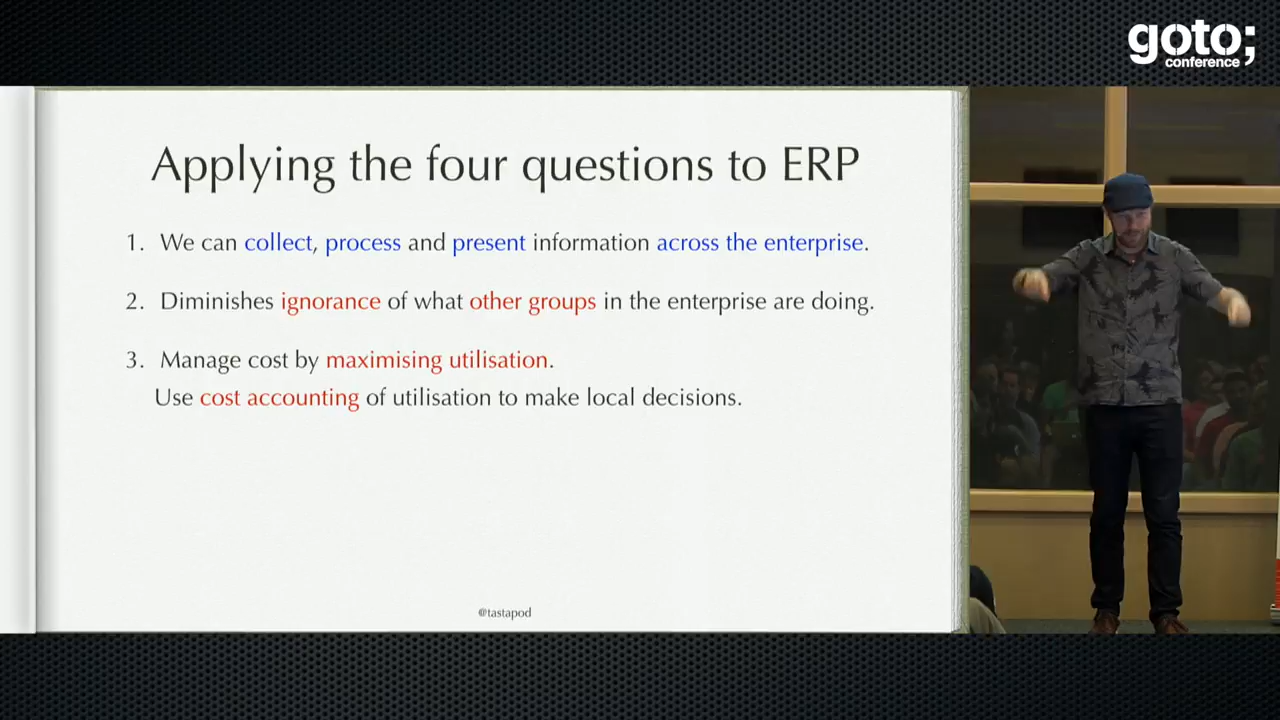 goto;
conference
Applying the four questions to ERP
1. We can collect, process and present information across the enterprise.
2. Diminishes ignorance of what other groups in the enterprise are doing.
3. Manage cost by maximising utilisation.
Use cost accounting of utilisation to make local decisions.
@tastapod